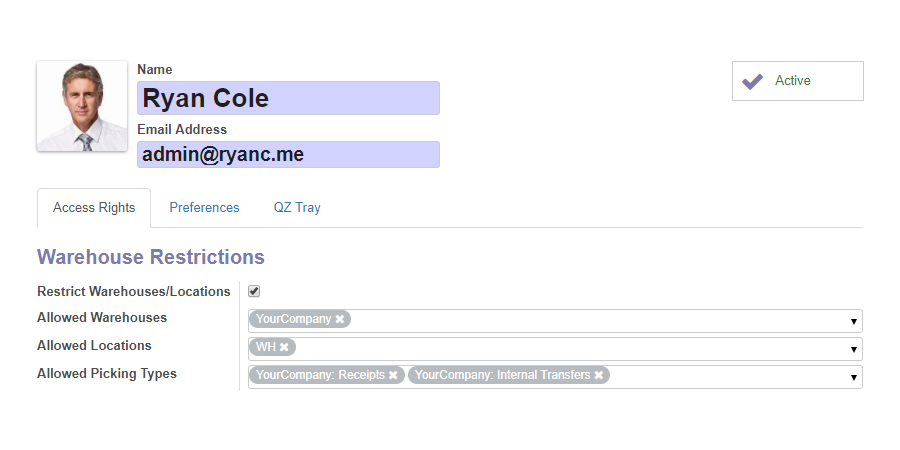 Name
Ryan Cole
Active
Email Address
admin@ryanc.me
Access Rights Preferences QZ Tray
Warehouse Restrictions
Restrict Warehouses/Locations
Allowed Warehouses YourCompany ✖
Allowed Locations WH ✖
Allowed Picking Types YourCompany: Receipts ✖ YourCompany: Internal Transfers ✖